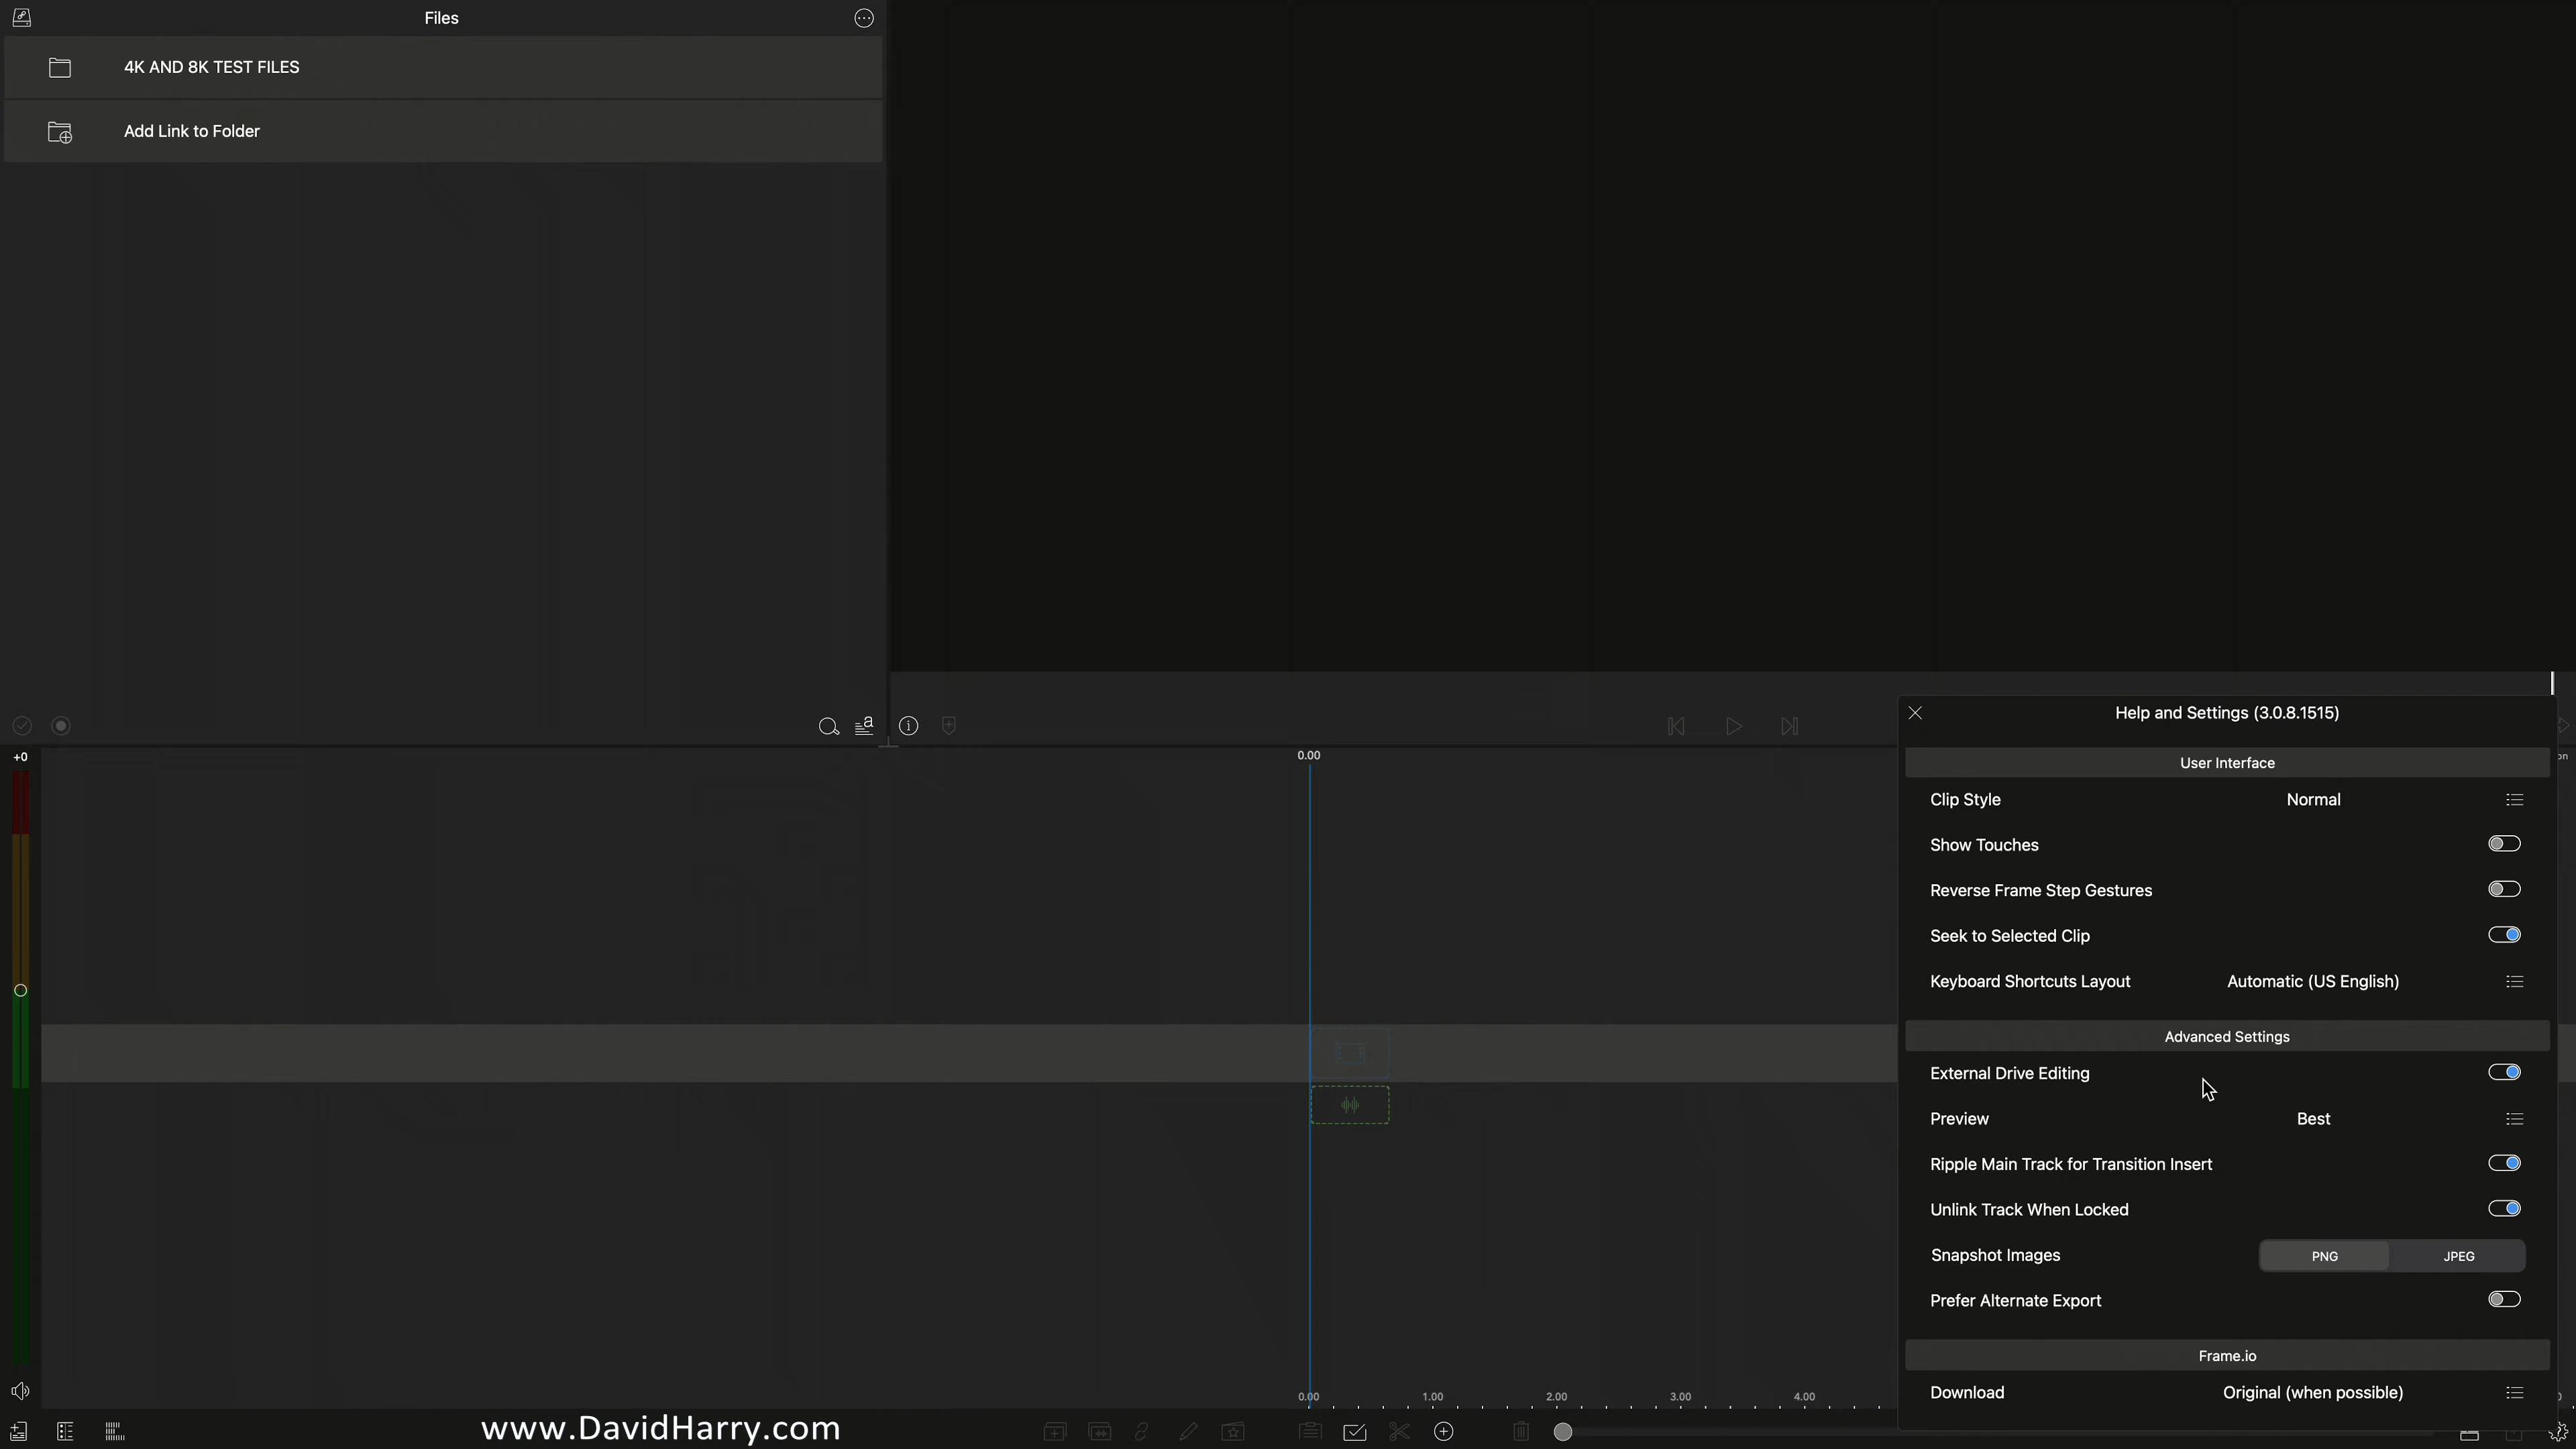 Files
4K AND 8K TEST FILES
Add Link to Folder
+0
0.00
Help and Settings (3.0.8.1515)
User Interface
Clip Style Normal
Show Touches
Reverse Frame Step Gestures
Seek to Selected Clip
Keyboard Shortcuts Layout Automatic (US English)
Advanced Settings
External Drive Editing
Preview Best
Ripple Main Track for Transition Insert
Unlink Track When Locked
Snapshot Images PNG JPEG
Prefer Alternate Export
Frame.io
Download Original (when possible)
0.00 1.00 2.00 3.00 4.00
www.DavidHarry.com